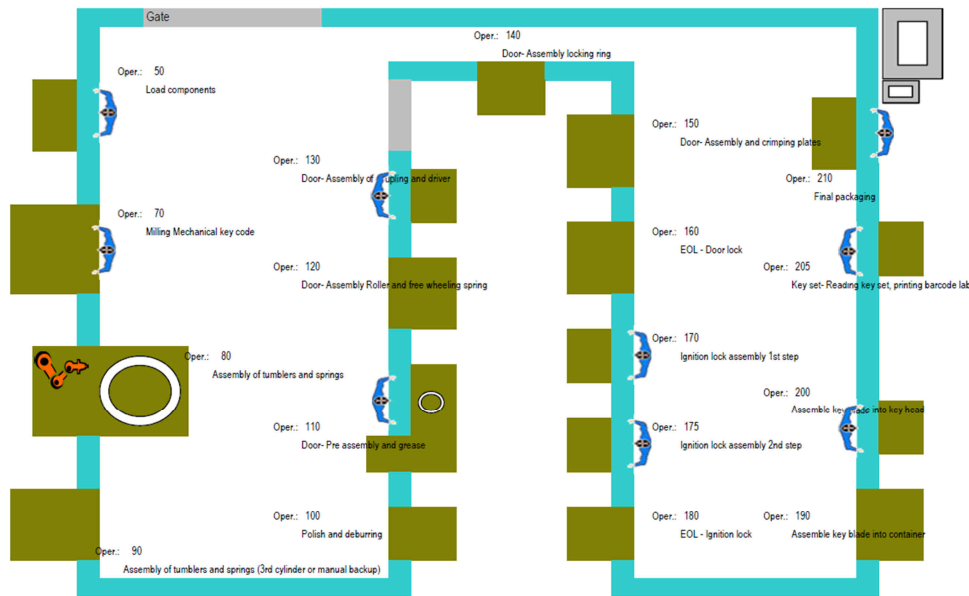 Gate
Oper.: 140
Door- Assembly locking ring
Oper.: 50
Load components
Oper.: 150
Door- Assembly and crimping plates
Oper.: 130
Door- Assembly of coupling and driver
Oper.: 210
Final packaging
Oper.: 70
Milling Mechanical key code
Oper.: 160
EOL - Door lock
Oper.: 120
Door- Assembly Roller and free wheeling spring
Oper.: 205
Key set- Reading key set, printing barcode lab
Oper.: 170
Ignition lock assembly 1st step
Oper.: 80
Assembly of tumblers and springs
Oper.: 200
Assemble key blade into key head
Oper.: 110
Door- Pre assembly and grease
Oper.: 175
Ignition lock assembly 2nd step
Oper.: 100
Polish and deburring
Oper.: 180
EOL - Ignition lock
Oper.: 190
Assemble key blade into container
Oper.: 90
Assembly of tumblers and springs (3rd cylinder or manual backup)